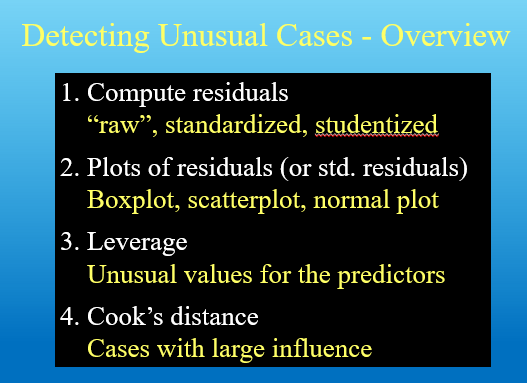 Detecting Unusual Cases - Overview
1. Compute residuals
“raw”, standardized, studentized
2. Plots of residuals (or std. residuals)
Boxplot, scatterplot, normal plot
3. Leverage
Unusual values for the predictors
4. Cook’s distance
Cases with large influence